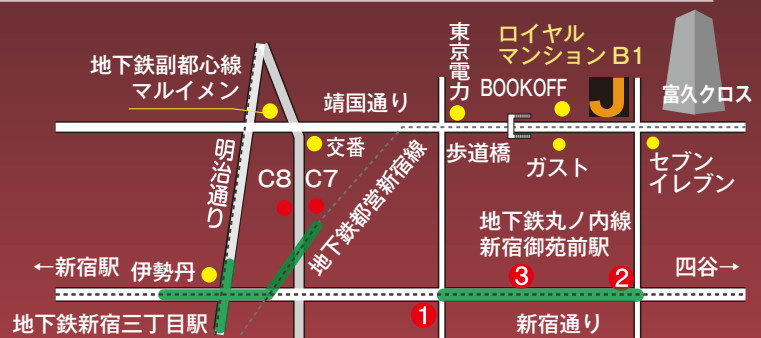 地下鉄副都心線
マルイメン
靖国通り
東京電力
ロイヤル
マンション B1
BOOKOFF
J
富久クロス
明治通り
交番
C8
C7
地下鉄都営新宿線
歩道橋
ガスト
セブン
イレブン
地下鉄丸ノ内線
新宿御苑前駅
←新宿駅
伊勢丹
3
2
四谷→
1
地下鉄新宿三丁目駅
新宿通り